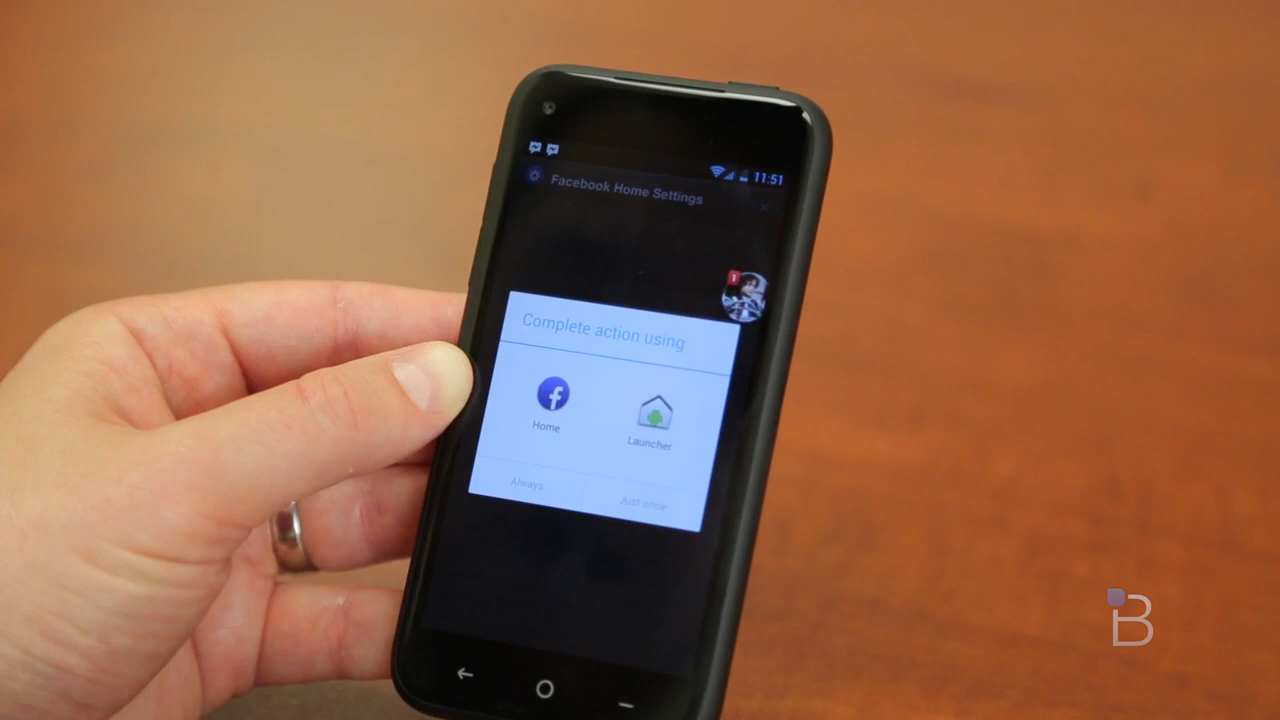 11:51
Facebook Home Settings
1
Complete action using
f
Home
Launcher
Always
Just once
B